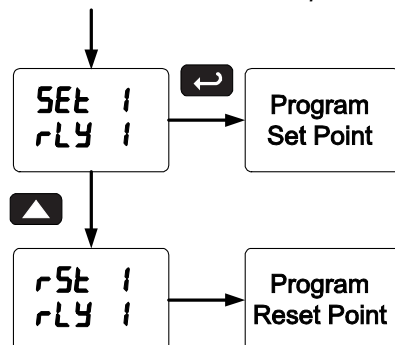 SEt 1
rLY 1
Program
Set Point
rSt 1
rLY 1
Program
Reset Point